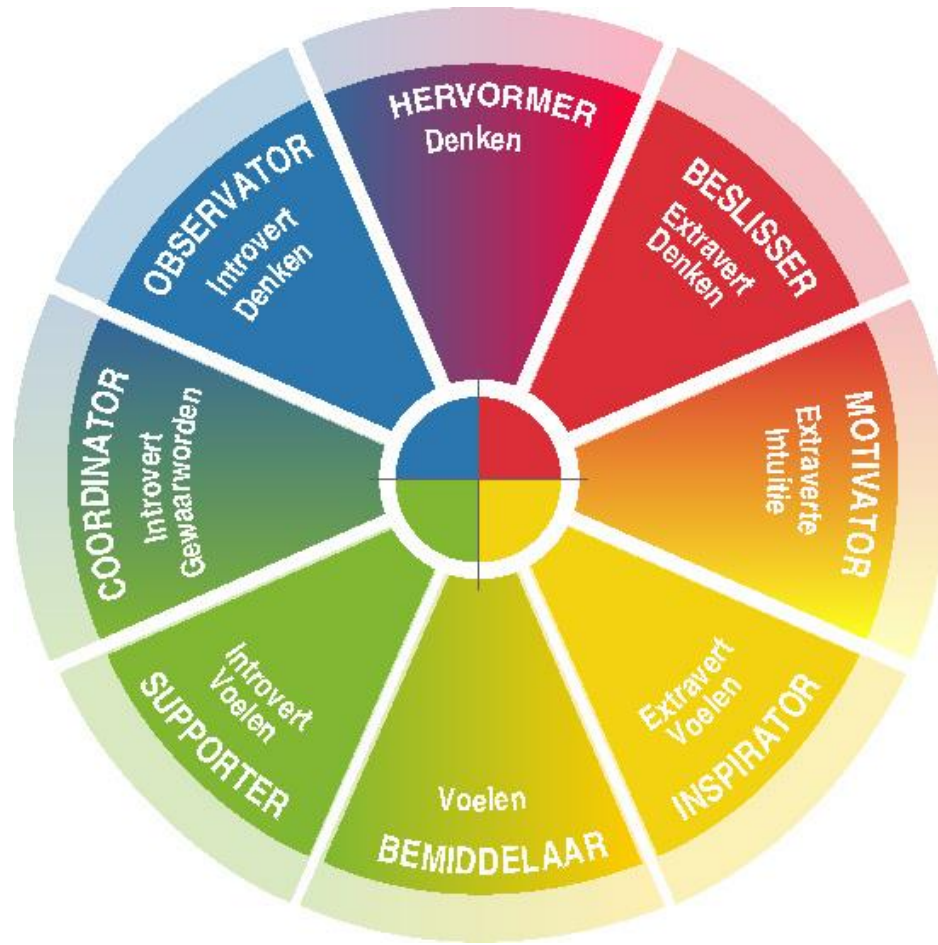 HERVORMER
Denken
BESLISSER
Extravert
Denken
MOTIVATOR
Extraverte
Intuïtie
INSPIRATOR
Extravert
Voelen
Voelen
BEMIDDELAAR
SUPPORTER
Introvert
Voelen
COORDINATOR
Introvert
Gewaarworden
OBSERVATOR
Introvert
Denken